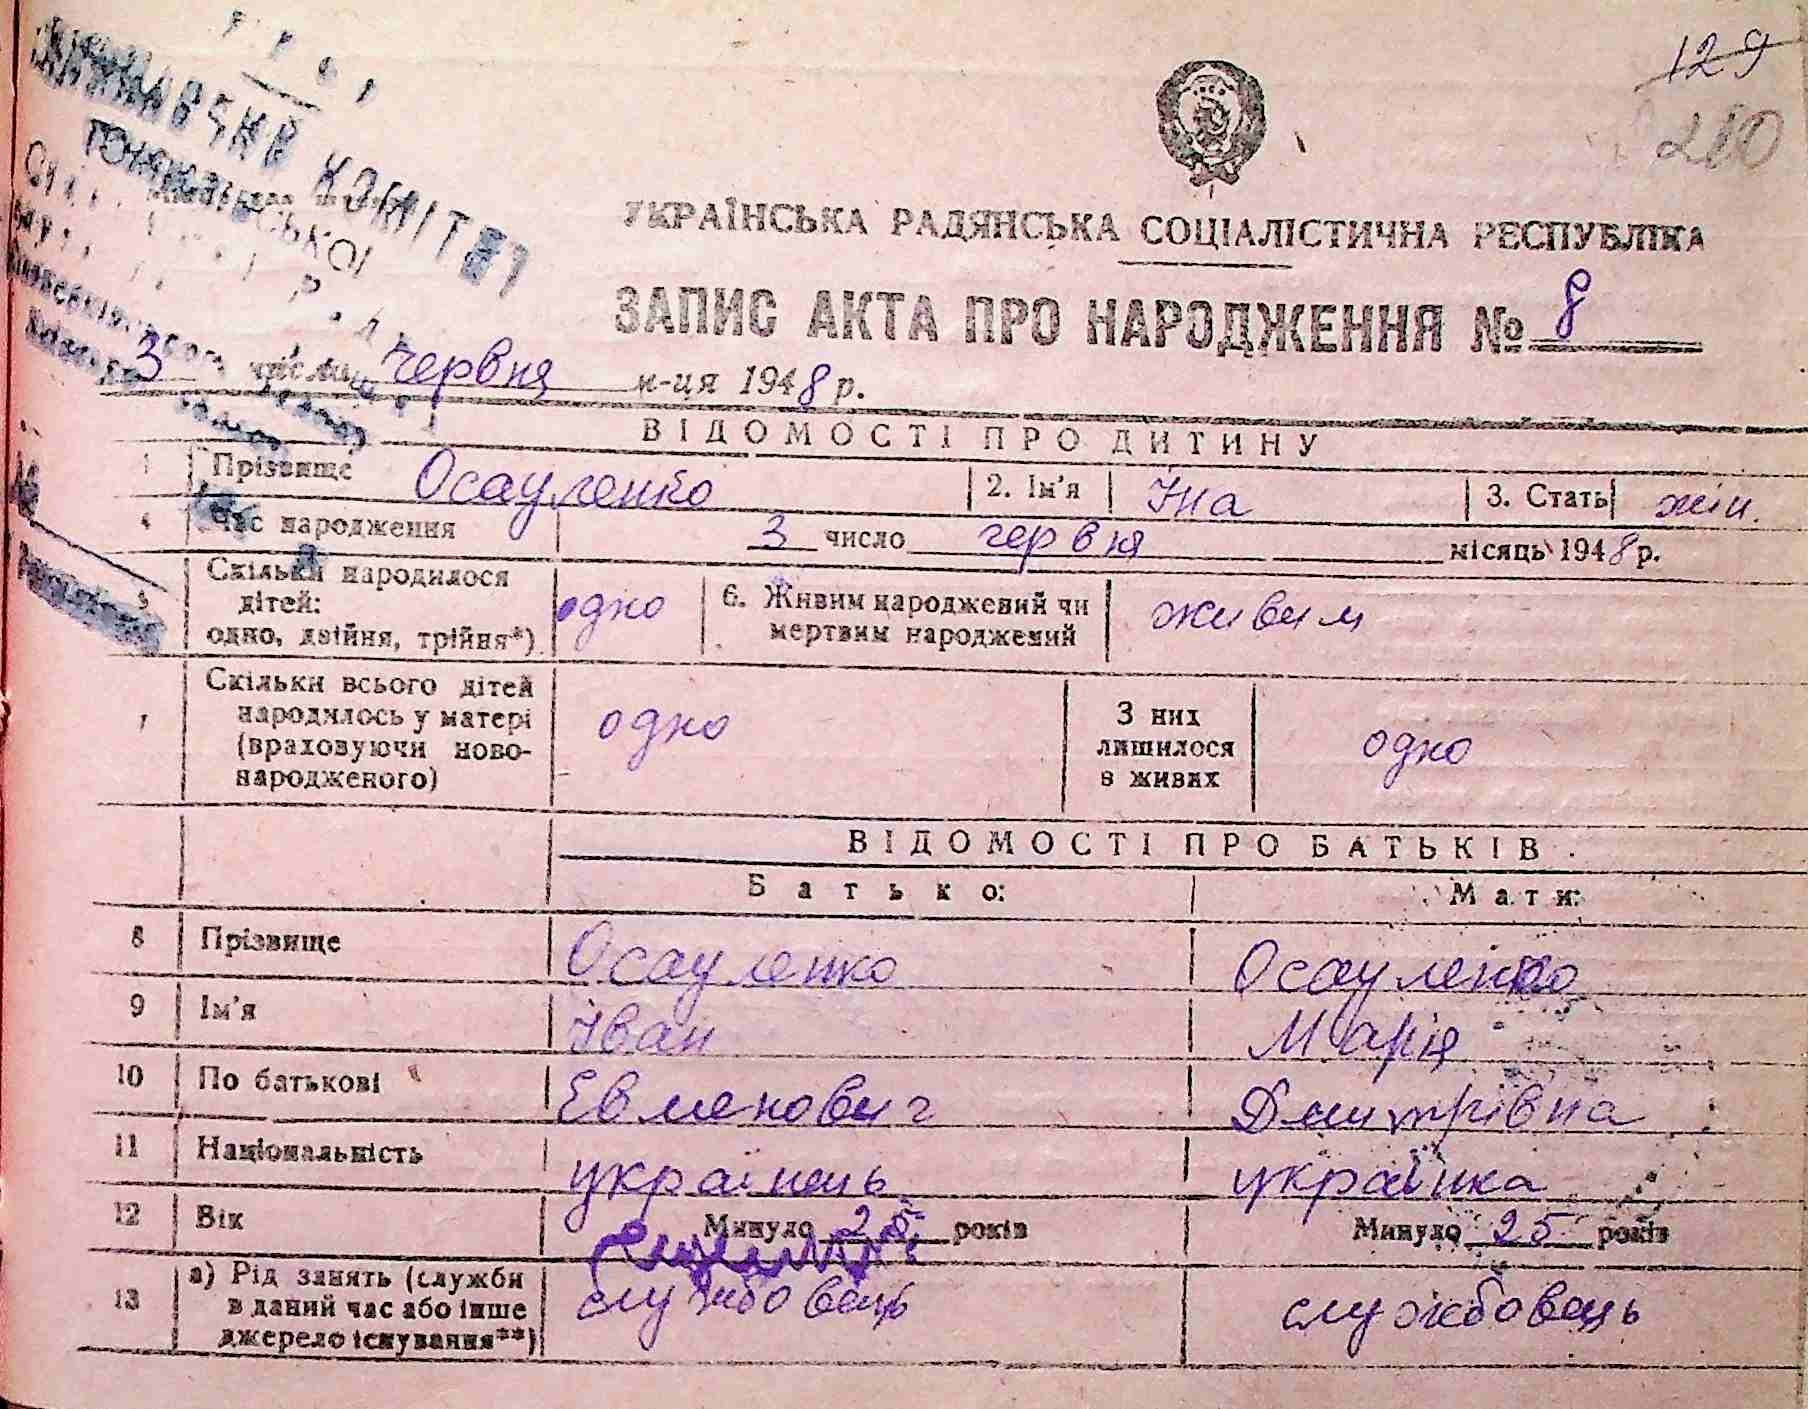 129
210
КОМІТЕТ
УКРАЇНСЬКА РАДЯНСЬКА СОЦІАЛІСТИЧНА РЕСПУБЛІКА
ЗАПИС АКТА ПРО НАРОДЖЕННЯ № 8
3 числа червня м-ця 1948 р.
ВІДОМОСТІ ПРО ДИТИНУ
1 Прізвище Осауленко 2. Ім'я Іна 3. Стать жін.
4 Час народження 3 число червня місяць 1948 р.
5 Скільки народилося дітей: одно, двійня, трійня*) одно 6. Живим народжений чи мертвим народжений живим
7 Скільки всього дітей народилось у матері (враховуючи новонародженого) одно З них лишилося в живих одно
ВІДОМОСТІ ПРО БАТЬКІВ
Батько: Мати:
8 Прізвище Осауленко Осауленко
9 Ім'я Іван Марія
10 По батькові Евменович Дмитрівна
11 Національність українець українка
12 Вік Минуло 25 років Минуло 25 років
13 а) Рід занять (служби в даний час або інше джерело існування**) службовець службовець